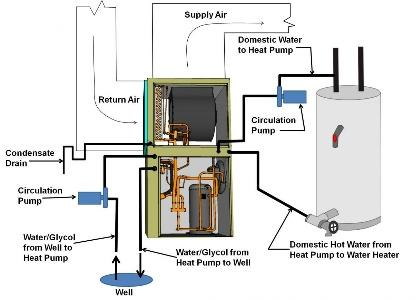 Supply Air
Domestic Water
to Heat Pump
Return Air
Circulation
Pump
Condensate
Drain
Circulation
Pump
Water/Glycol
from Well to
Heat Pump
Water/Glycol from
Heat Pump to Well
Domestic Hot Water from
Heat Pump to Water Heater
Well